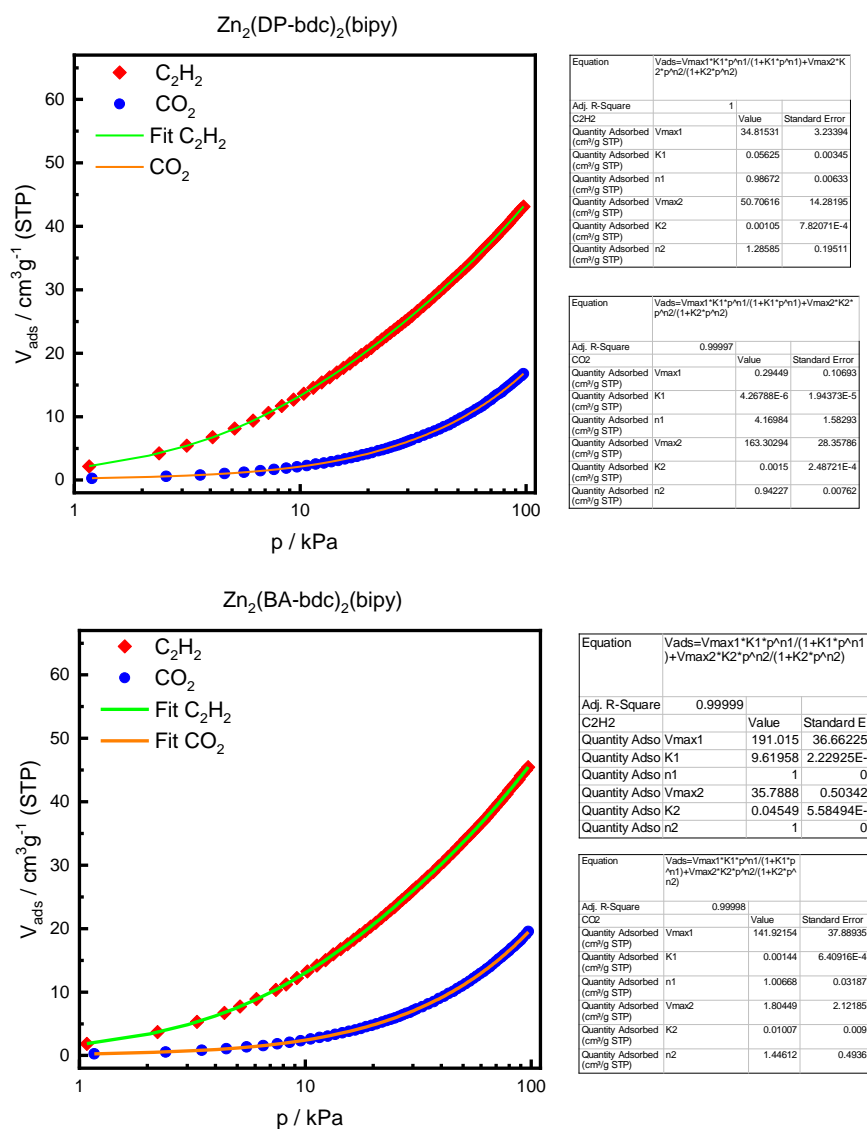 Zn₂(DP-bdc)₂(bipy)
C₂H₂
CO₂
Fit C₂H₂
CO₂
60
50
40
30
20
10
0
V_ads / cm³g⁻¹ (STP)
1
10
100
p / kPa
Equation
Vads=Vmax1*K1*p^n1/(1+K1*p^n1)+Vmax2*K
2*p^n2/(1+K2*p^n2)
Adj. R-Square 1
C2H2 Value Standard Error
Quantity Adsorbed (cm³/g STP) Vmax1 34.81531 3.23394
Quantity Adsorbed (cm³/g STP) K1 0.05625 0.00345
Quantity Adsorbed (cm³/g STP) n1 0.98672 0.00633
Quantity Adsorbed (cm³/g STP) Vmax2 50.70616 14.28195
Quantity Adsorbed (cm³/g STP) K2 0.00105 7.82071E-4
Quantity Adsorbed (cm³/g STP) n2 1.28585 0.19511
Equation
Vads=Vmax1*K1*p^n1/(1+K1*p^n1)+Vmax2*K2*
p^n2/(1+K2*p^n2)
Adj. R-Square 0.99997
CO2 Value Standard Error
Quantity Adsorbed (cm³/g STP) Vmax1 0.29449 0.10693
Quantity Adsorbed (cm³/g STP) K1 4.26788E-6 1.94373E-5
Quantity Adsorbed (cm³/g STP) n1 4.16984 1.58293
Quantity Adsorbed (cm³/g STP) Vmax2 163.30294 28.35786
Quantity Adsorbed (cm³/g STP) K2 0.0015 2.48721E-4
Quantity Adsorbed (cm³/g STP) n2 0.94227 0.00762
Zn₂(BA-bdc)₂(bipy)
C₂H₂
CO₂
Fit C₂H₂
Fit CO₂
60
50
40
30
20
10
0
V_ads / cm³g⁻¹ (STP)
1
10
100
p / kPa
Equation
Vads=Vmax1*K1*p^n1/(1+K1*p^n1
)+Vmax2*K2*p^n2/(1+K2*p^n2)
Adj. R-Square 0.99999
C2H2 Value Standard E
Quantity Adso Vmax1 191.015 36.66225
Quantity Adso K1 9.61958 2.22925E-
Quantity Adso n1 1 0
Quantity Adso Vmax2 35.7888 0.50342
Quantity Adso K2 0.04549 5.58494E-
Quantity Adso n2 1 0
Equation
Vads=Vmax1*K1*p^n1/(1+K1*p
^n1)+Vmax2*K2*p^n2/(1+K2*p^
n2)
Adj. R-Square 0.99998
CO2 Value Standard Error
Quantity Adsorbed (cm³/g STP) Vmax1 141.92154 37.88935
Quantity Adsorbed (cm³/g STP) K1 0.00144 6.40916E-4
Quantity Adsorbed (cm³/g STP) n1 1.00668 0.03187
Quantity Adsorbed (cm³/g STP) Vmax2 1.80449 2.12185
Quantity Adsorbed (cm³/g STP) K2 0.01007 0.009
Quantity Adsorbed (cm³/g STP) n2 1.44612 0.4936